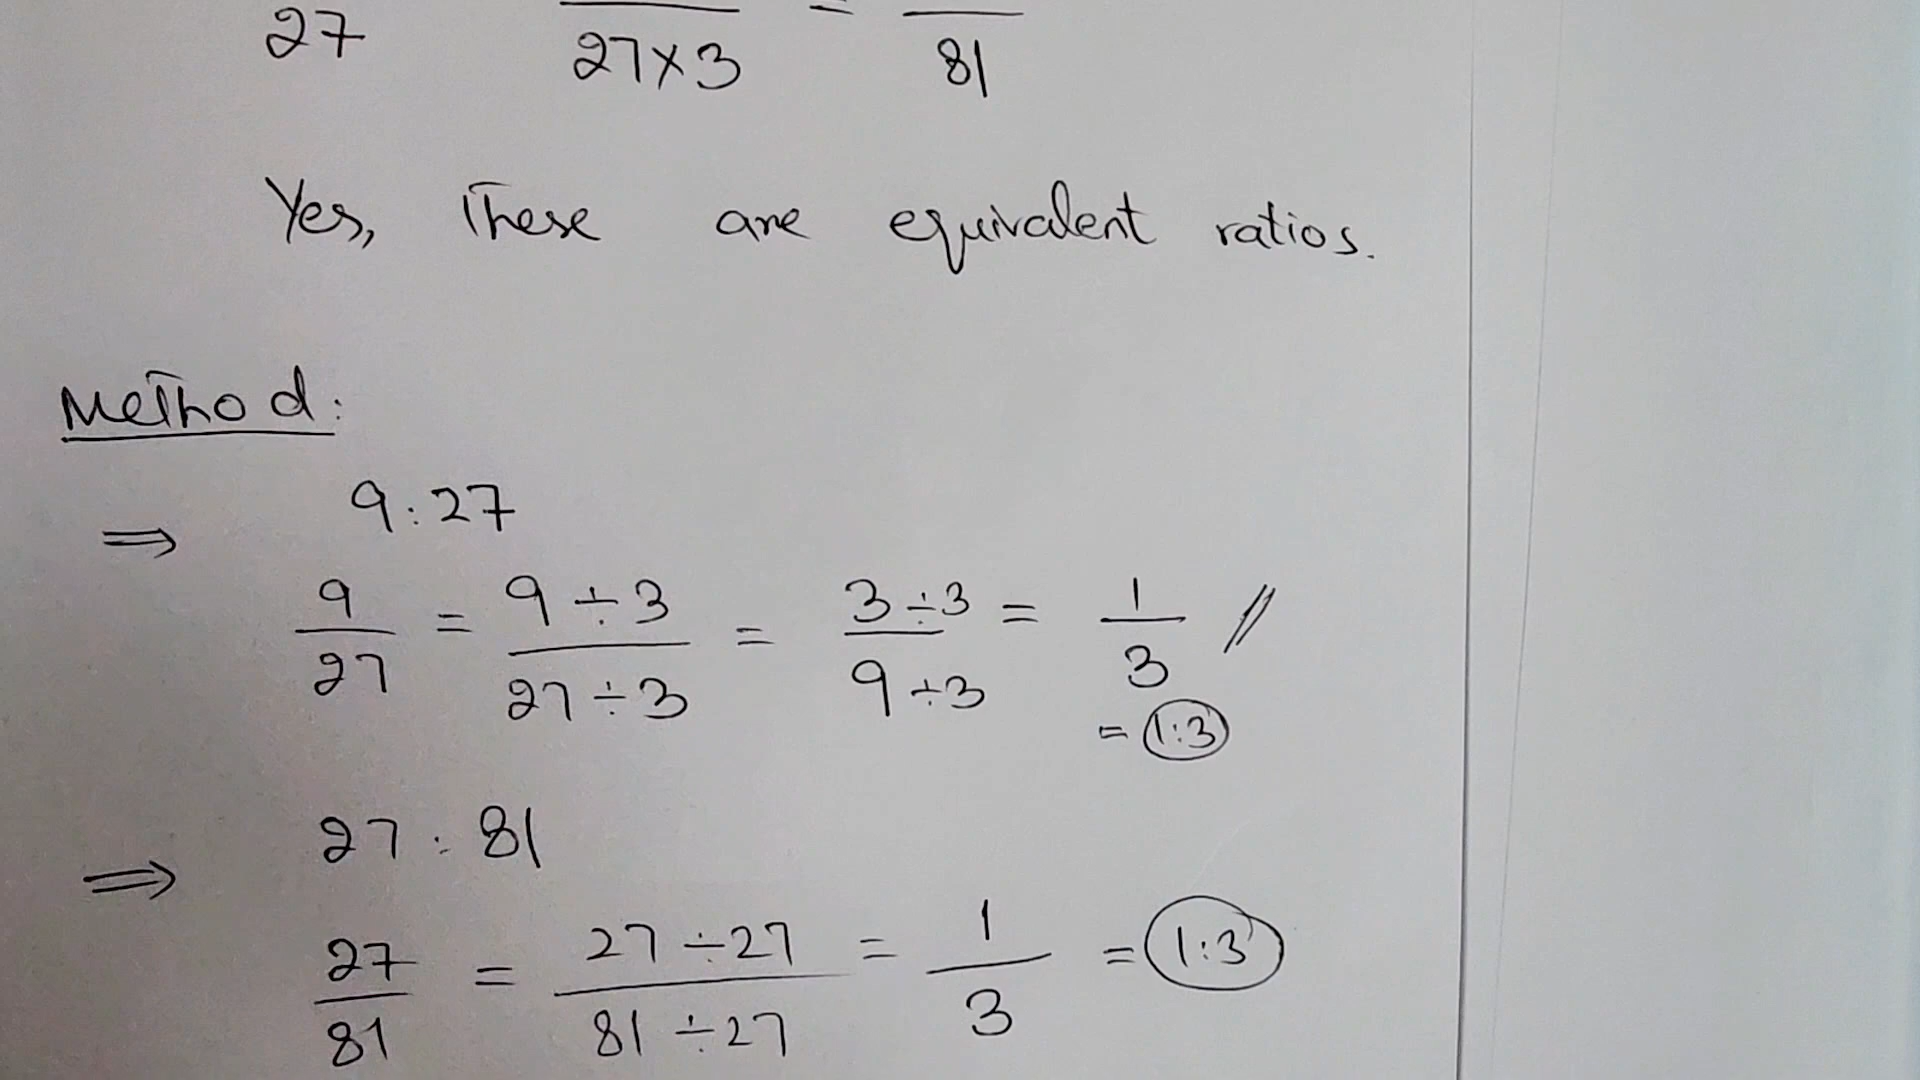 27   27×3 = 81
Yes, These are equivalent ratios.
Method:
⇒ 9:27
9/27 = 9÷3/27÷3 = 3÷3/9÷3 = 1/3 //
= 1:3
⇒ 27:81
27/81 = 27÷27/81÷27 = 1/3 = 1:3